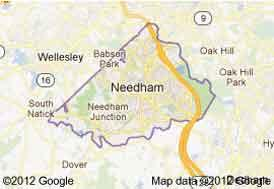 9
Wellesley
Babson
Park
Oak Hill
Park
16
Needham
Oak
Hill
South
Natick
Needham
Junction
Dover
©2012 Google
Map data ©2012 Google